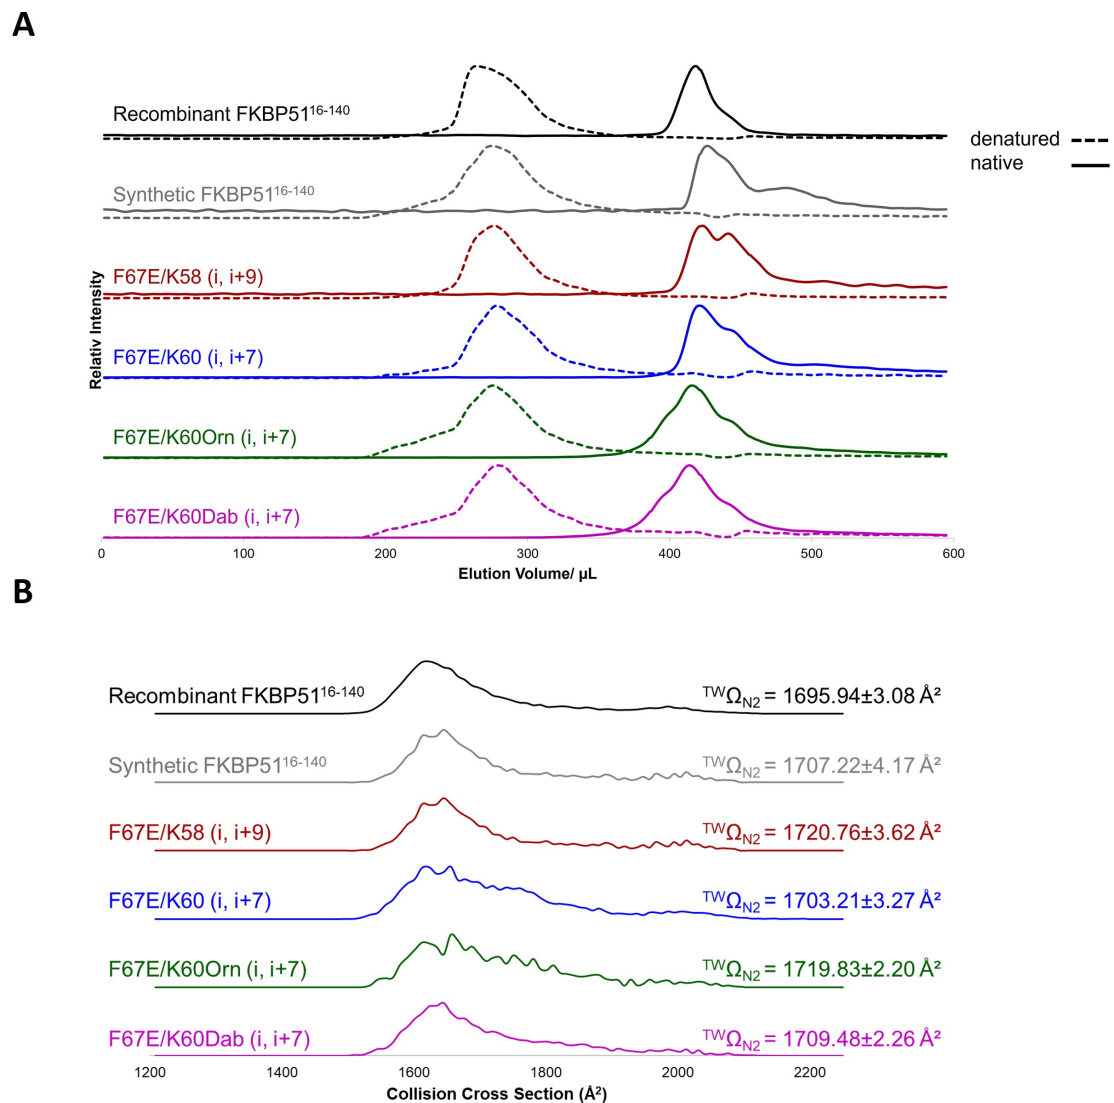 A
Recombinant FKBP51¹⁶⁻¹⁴⁰
denatured
native
Synthetic FKBP51¹⁶⁻¹⁴⁰
F67E/K58 (i, i+9)
F67E/K60 (i, i+7)
F67E/K60Orn (i, i+7)
F67E/K60Dab (i, i+7)
Relativ Intensity
0 100 200 300 400 500 600
Elution Volume/ µL
B
Recombinant FKBP51¹⁶⁻¹⁴⁰ ᵀᵂΩN2 = 1695.94±3.08 Å²
Synthetic FKBP51¹⁶⁻¹⁴⁰ ᵀᵂΩN2 = 1707.22±4.17 Å²
F67E/K58 (i, i+9) ᵀᵂΩN2 = 1720.76±3.62 Å²
F67E/K60 (i, i+7) ᵀᵂΩN2 = 1703.21±3.27 Å²
F67E/K60Orn (i, i+7) ᵀᵂΩN2 = 1719.83±2.20 Å²
F67E/K60Dab (i, i+7) ᵀᵂΩN2 = 1709.48±2.26 Å²
1200 1400 1600 1800 2000 2200
Collision Cross Section (Å²)